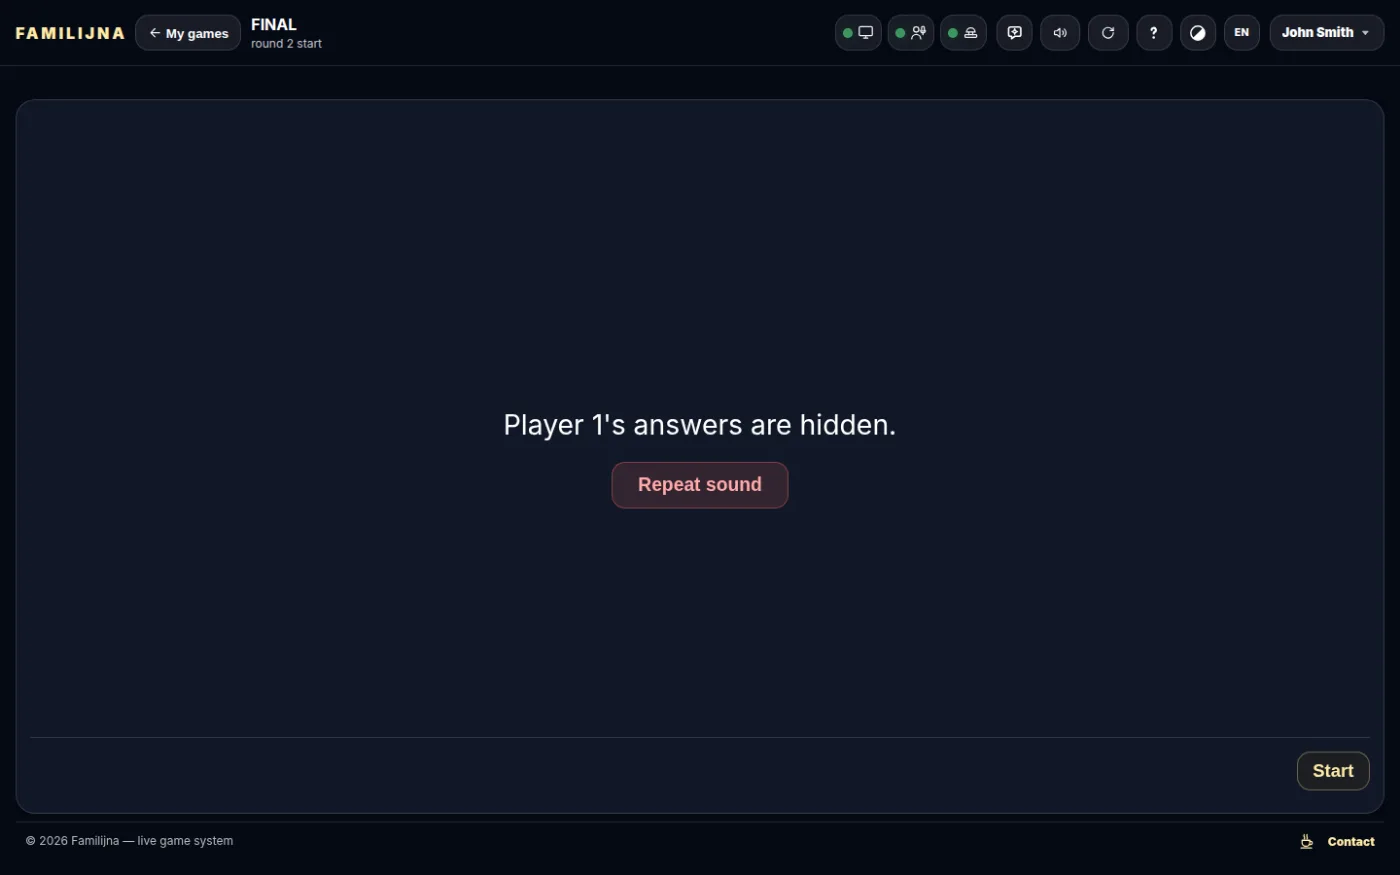 FAMILIJNA
← My games
FINAL
round 2 start
?
EN
John Smith
Player 1's answers are hidden.
Repeat sound
Start
© 2026 Familijna — live game system
Contact